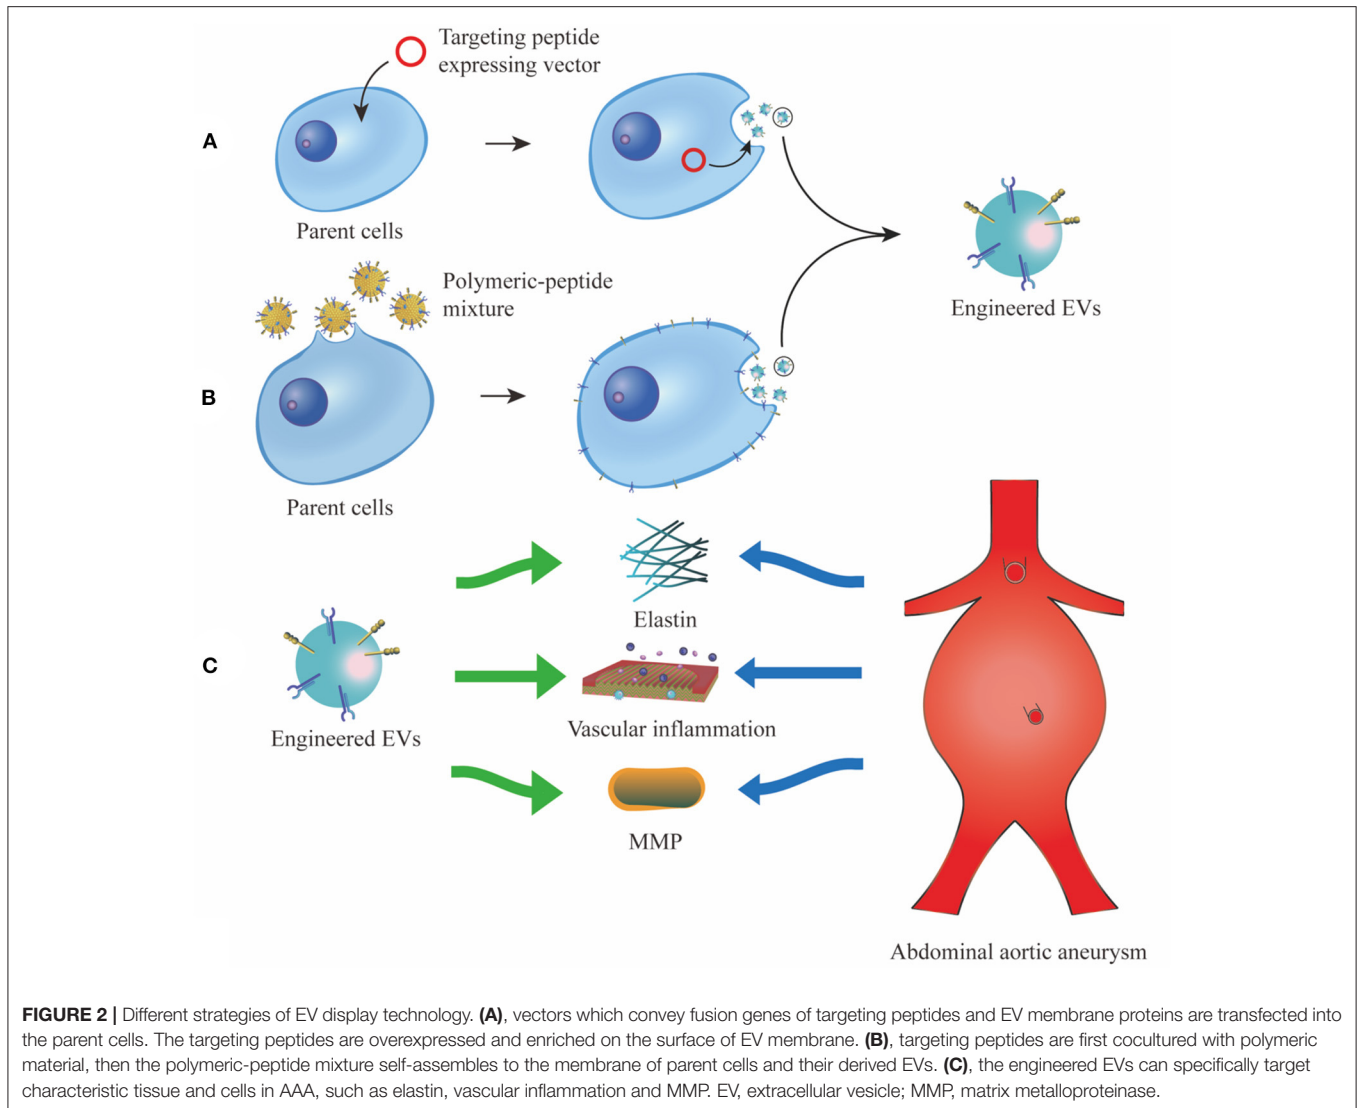 Targeting peptide
expressing vector
A
Parent cells
Polymeric-peptide
mixture
Engineered EVs
B
Parent cells
Elastin
C
Engineered EVs
Vascular inflammation
MMP
Abdominal aortic aneurysm
FIGURE 2 | Different strategies of EV display technology. (A), vectors which convey fusion genes of targeting peptides and EV membrane proteins are transfected into
the parent cells. The targeting peptides are overexpressed and enriched on the surface of EV membrane. (B), targeting peptides are first cocultured with polymeric
material, then the polymeric-peptide mixture self-assembles to the membrane of parent cells and their derived EVs. (C), the engineered EVs can specifically target
characteristic tissue and cells in AAA, such as elastin, vascular inflammation and MMP. EV, extracellular vesicle; MMP, matrix metalloproteinase.